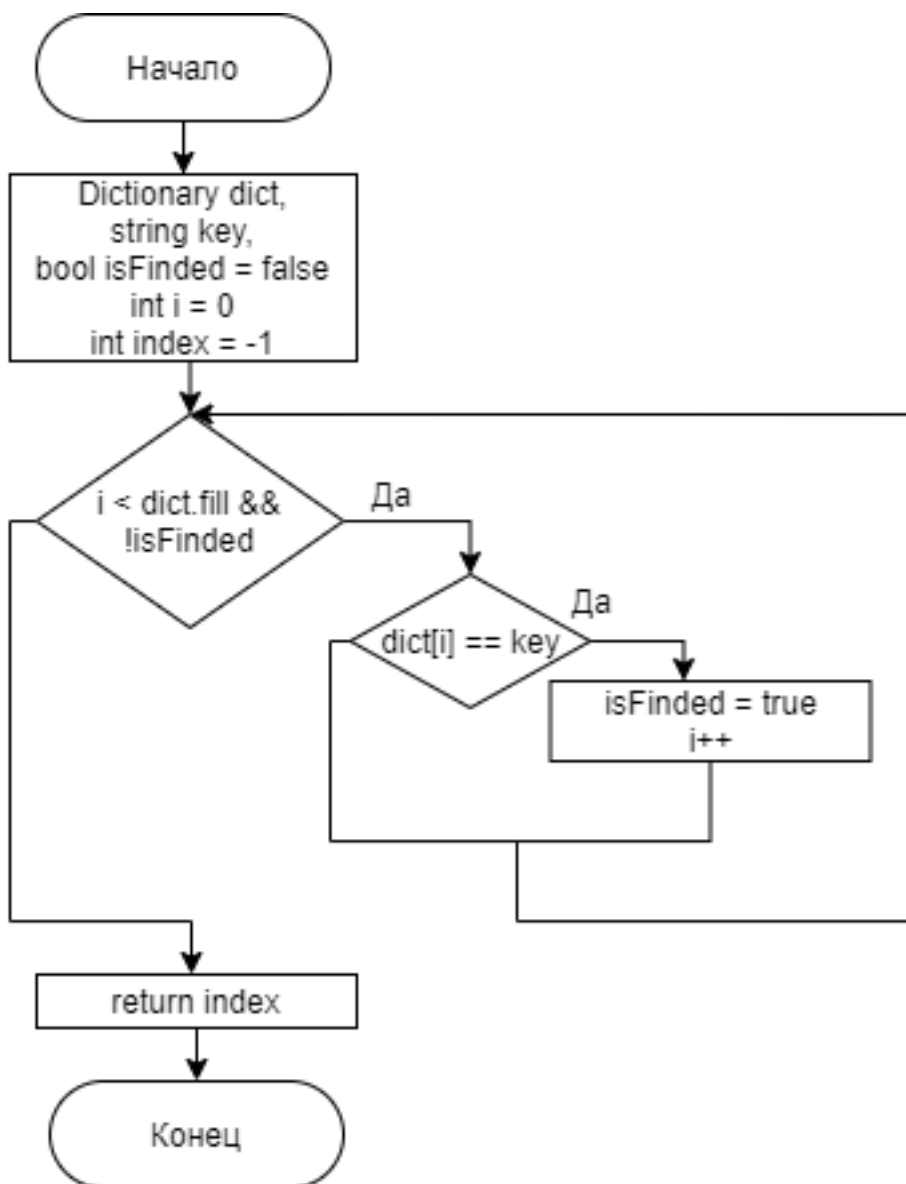 Начало
Dictionary dict,
string key,
bool isFinded = false
int i = 0
int index = -1
i < dict.fill &&
!isFinded
Да
dict[i] == key
Да
isFinded = true
i++
return index
Конец